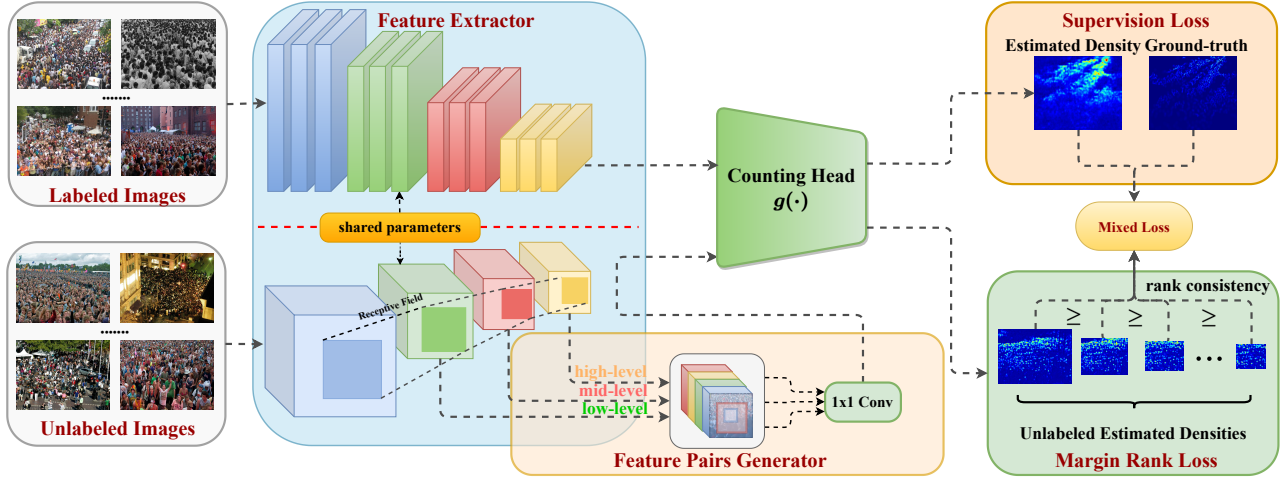 Feature Extractor
Supervision Loss
Estimated Density Ground-truth
.......
Labeled Images
Counting Head
g(·)
shared parameters
Mixed Loss
Receptive Field
rank consistency
≥ ≥ ≥
.......
...
high-level
mid-level
low-level
1x1 Conv
Unlabeled Images
Unlabeled Estimated Densities
Feature Pairs Generator
Margin Rank Loss